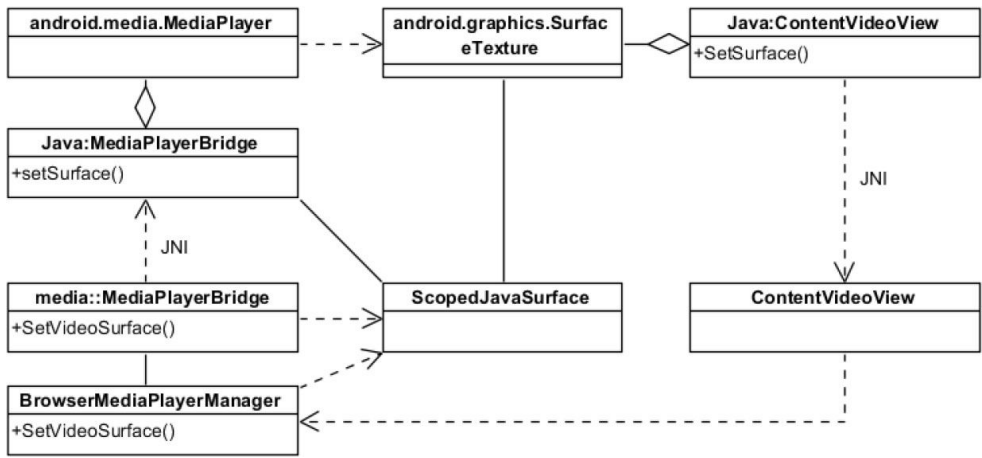 android.media.MediaPlayer
android.graphics.Surfac
eTexture
Java:ContentVideoView
+SetSurface()
Java:MediaPlayerBridge
+setSurface()
JNI
JNI
media::MediaPlayerBridge
+SetVideoSurface()
ScopedJavaSurface
ContentVideoView
BrowserMediaPlayerManager
+SetVideoSurface()